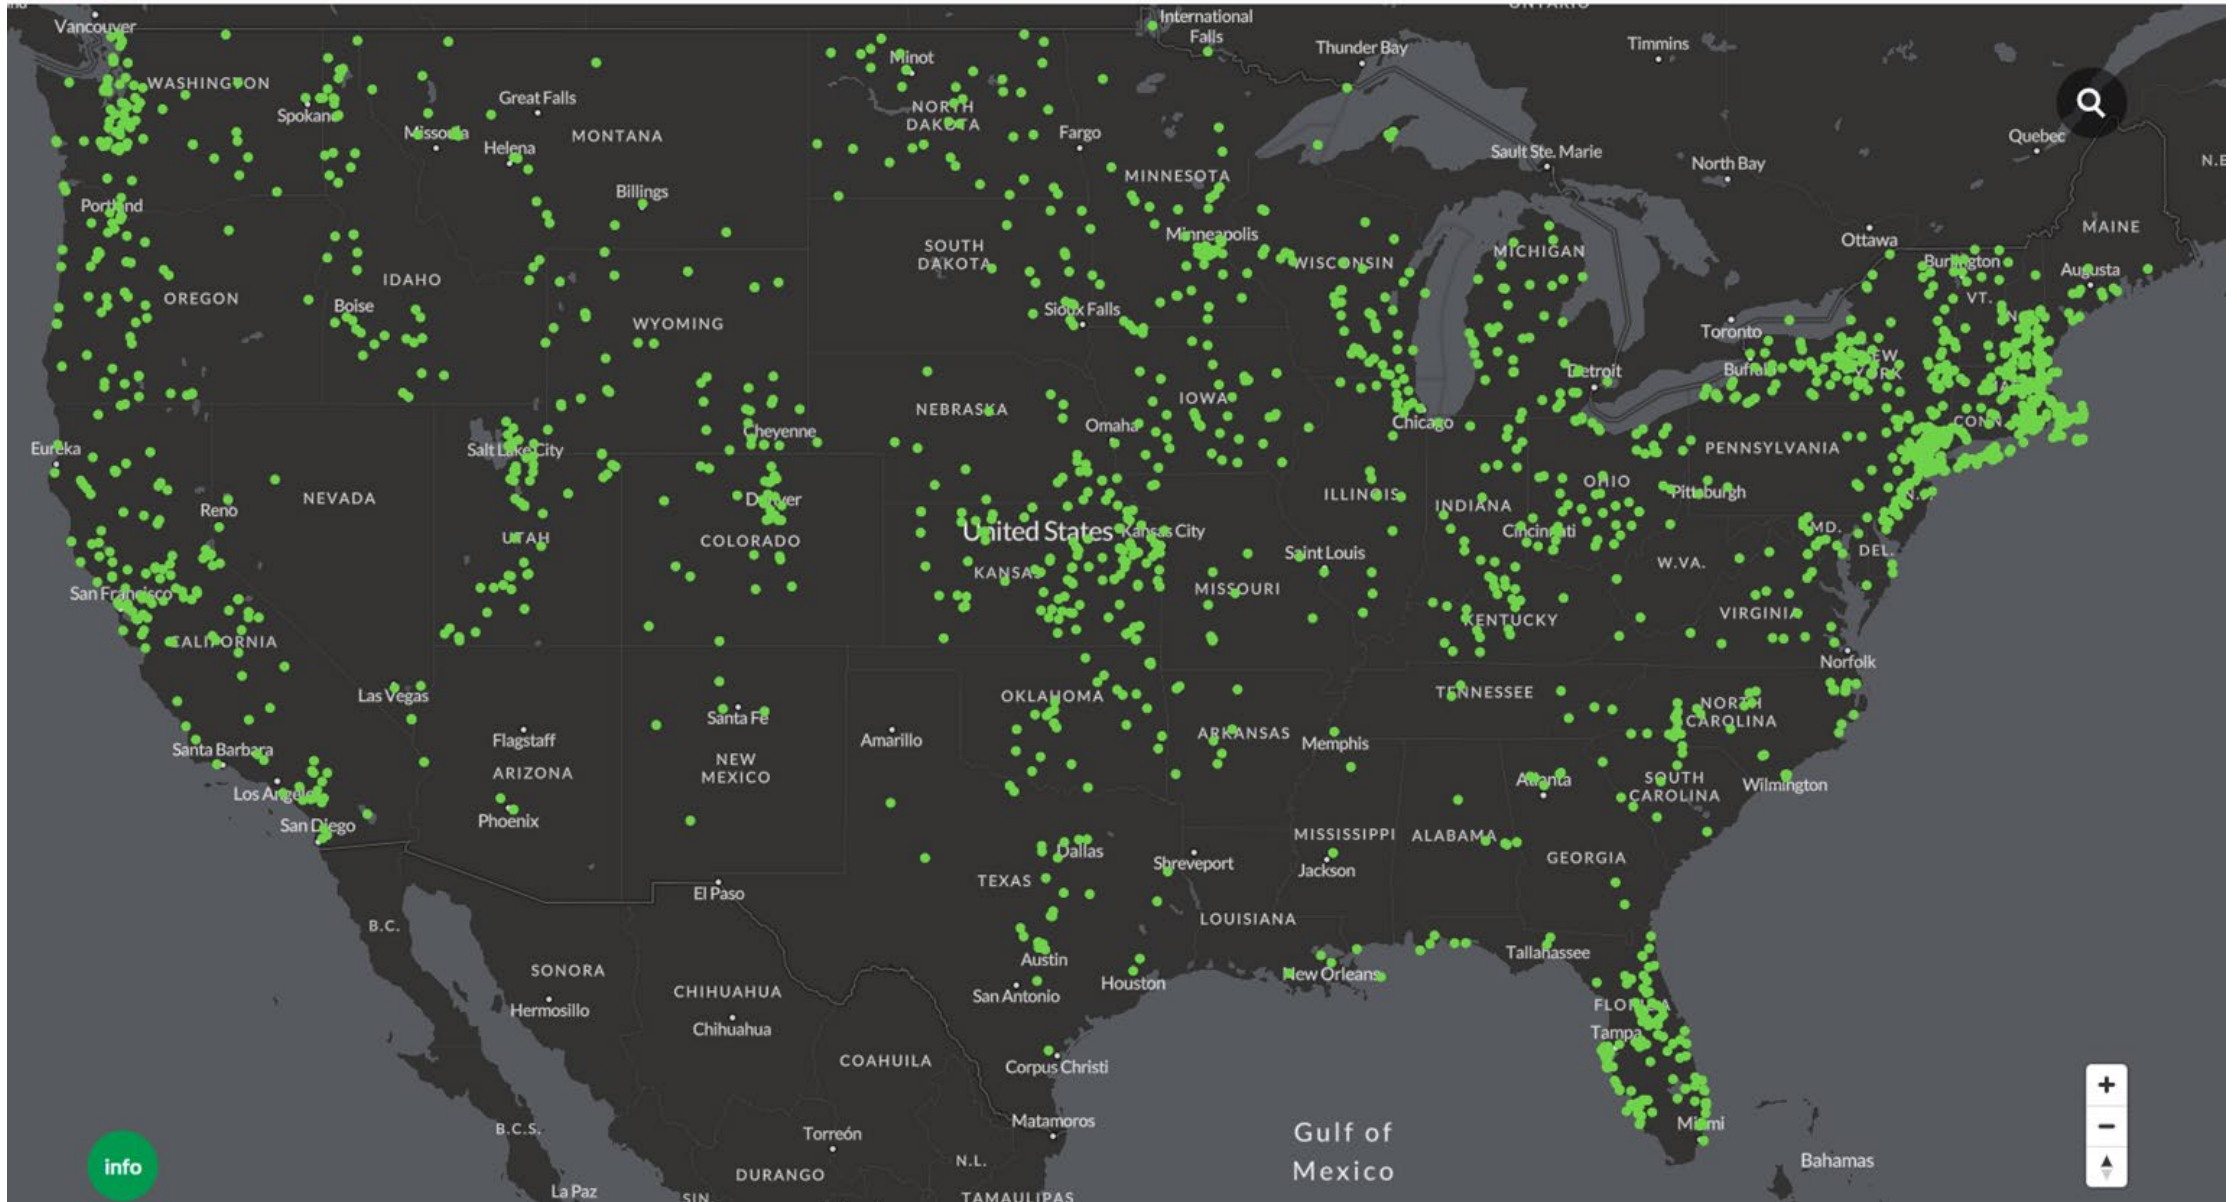 ONTARIO
Vancouver
International
Falls
Thunder Bay
Timmins
Minot
WASHINGTON
Great Falls
NORTH
DAKOTA
Spokane
Missoula
MONTANA
Fargo
Quebec
Helena
Sault Ste. Marie
North Bay
MINNESOTA
Billings
Portland
MAINE
Minneapolis
Ottawa
SOUTH
DAKOTA
MICHIGAN
WISCONSIN
Burlington
Augusta
IDAHO
OREGON
VT.
Boise
Sioux Falls
WYOMING
Toronto
Detroit
Buffalo
NEW
YORK
IOWA
NEBRASKA
CONN.
Omaha
Chicago
Cheyenne
Eureka
Salt Lake City
PENNSYLVANIA
OHIO
NEVADA
Denver
ILLINOIS
Pittsburgh
N.J.
INDIANA
Reno
United States
Kansas City
Cincinnati
MD.
UTAH
COLORADO
Saint Louis
DEL.
KANSAS
W.VA.
San Francisco
MISSOURI
VIRGINIA
KENTUCKY
CALIFORNIA
Norfolk
Las Vegas
OKLAHOMA
TENNESSEE
NORTH
CAROLINA
Santa Fe
Flagstaff
Amarillo
ARKANSAS
Memphis
Santa Barbara
NEW
MEXICO
ARIZONA
Atlanta
SOUTH
CAROLINA
Wilmington
Los Angeles
San Diego
Phoenix
MISSISSIPPI
ALABAMA
Dallas
GEORGIA
Shreveport
Jackson
TEXAS
El Paso
LOUISIANA
B.C.
Tallahassee
Austin
SONORA
New Orleans
Houston
CHIHUAHUA
San Antonio
FLORIDA
Hermosillo
Chihuahua
Tampa
COAHUILA
Corpus Christi
+
Matamoros
Miami
−
B.C.S.
Torreón
Gulf of
Mexico
N.L.
Bahamas
info
DURANGO
La Paz
SIN.
TAMAULIPAS